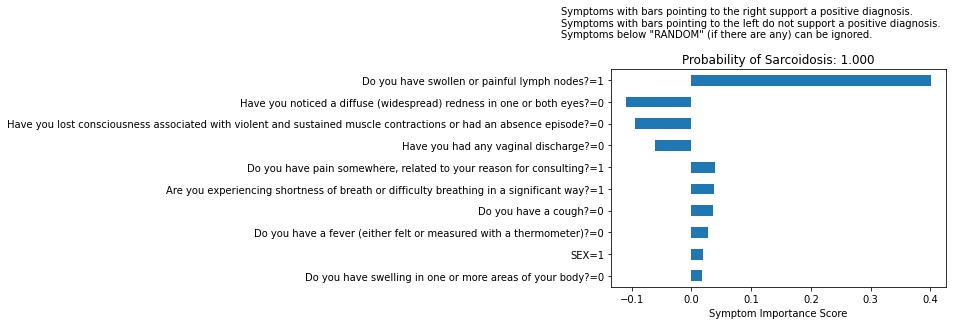 Symptoms with bars pointing to the right support a positive diagnosis.
Symptoms with bars pointing to the left do not support a positive diagnosis.
Symptoms below "RANDOM" (if there are any) can be ignored.
Probability of Sarcoidosis: 1.000
Do you have swollen or painful lymph nodes?=1
Have you noticed a diffuse (widespread) redness in one or both eyes?=0
Have you lost consciousness associated with violent and sustained muscle contractions or had an absence episode?=0
Have you had any vaginal discharge?=0
Do you have pain somewhere, related to your reason for consulting?=1
Are you experiencing shortness of breath or difficulty breathing in a significant way?=1
Do you have a cough?=0
Do you have a fever (either felt or measured with a thermometer)?=0
SEX=1
Do you have swelling in one or more areas of your body?=0
−0.1 0.0 0.1 0.2 0.3 0.4
Symptom Importance Score